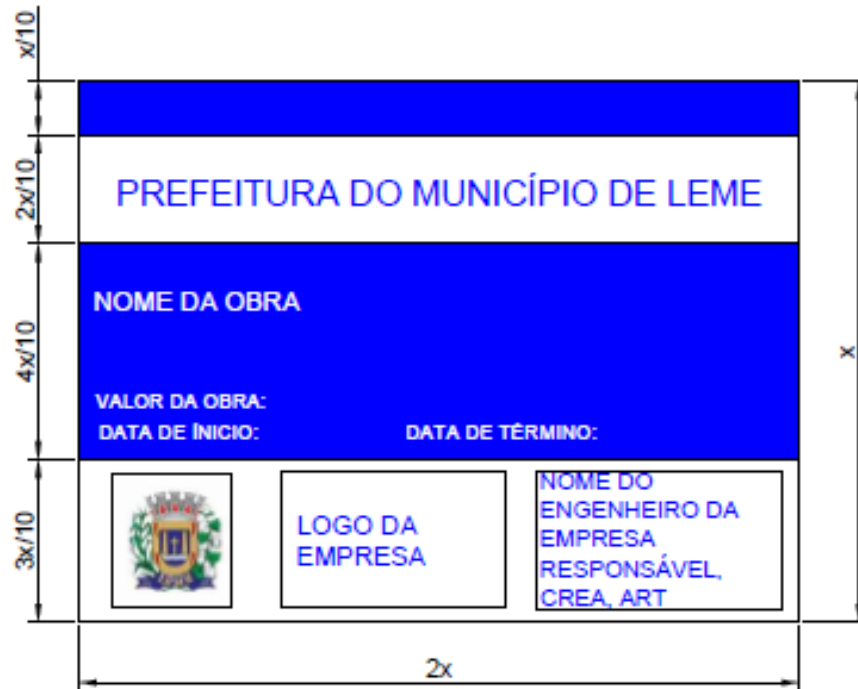 x/10
PREFEITURA DO MUNICÍPIO DE LEME
2x/10
NOME DA OBRA
4x/10
x
VALOR DA OBRA:
DATA DE ÍNICIO: DATA DE TÉRMINO:
3x/10
LOGO DA
EMPRESA
NOME DO
ENGENHEIRO DA
EMPRESA
RESPONSÁVEL,
CREA, ART
2x